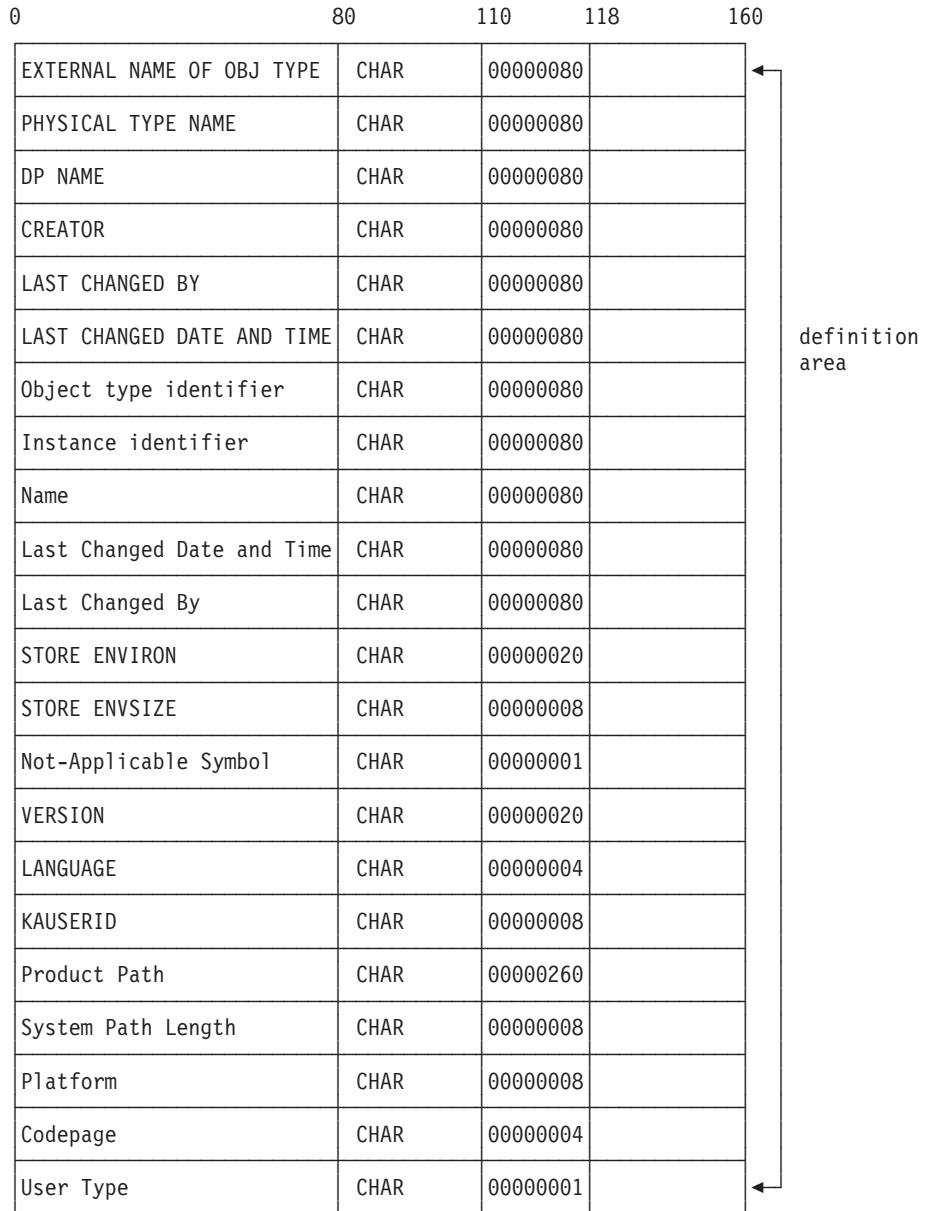 0 80 110 118 160
EXTERNAL NAME OF OBJ TYPE CHAR 00000080
PHYSICAL TYPE NAME CHAR 00000080
DP NAME CHAR 00000080
CREATOR CHAR 00000080
LAST CHANGED BY CHAR 00000080
LAST CHANGED DATE AND TIME CHAR 00000080 definition
area
Object type identifier CHAR 00000080
Instance identifier CHAR 00000080
Name CHAR 00000080
Last Changed Date and Time CHAR 00000080
Last Changed By CHAR 00000080
STORE ENVIRON CHAR 00000020
STORE ENVSIZE CHAR 00000008
Not-Applicable Symbol CHAR 00000001
VERSION CHAR 00000020
LANGUAGE CHAR 00000004
KAUSERID CHAR 00000008
Product Path CHAR 00000260
System Path Length CHAR 00000008
Platform CHAR 00000008
Codepage CHAR 00000004
User Type CHAR 00000001